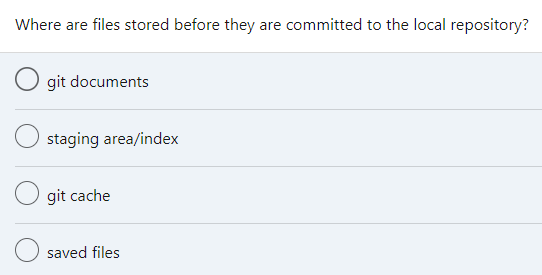 Where are files stored before they are committed to the local repository?
git documents
staging area/index
git cache
saved files